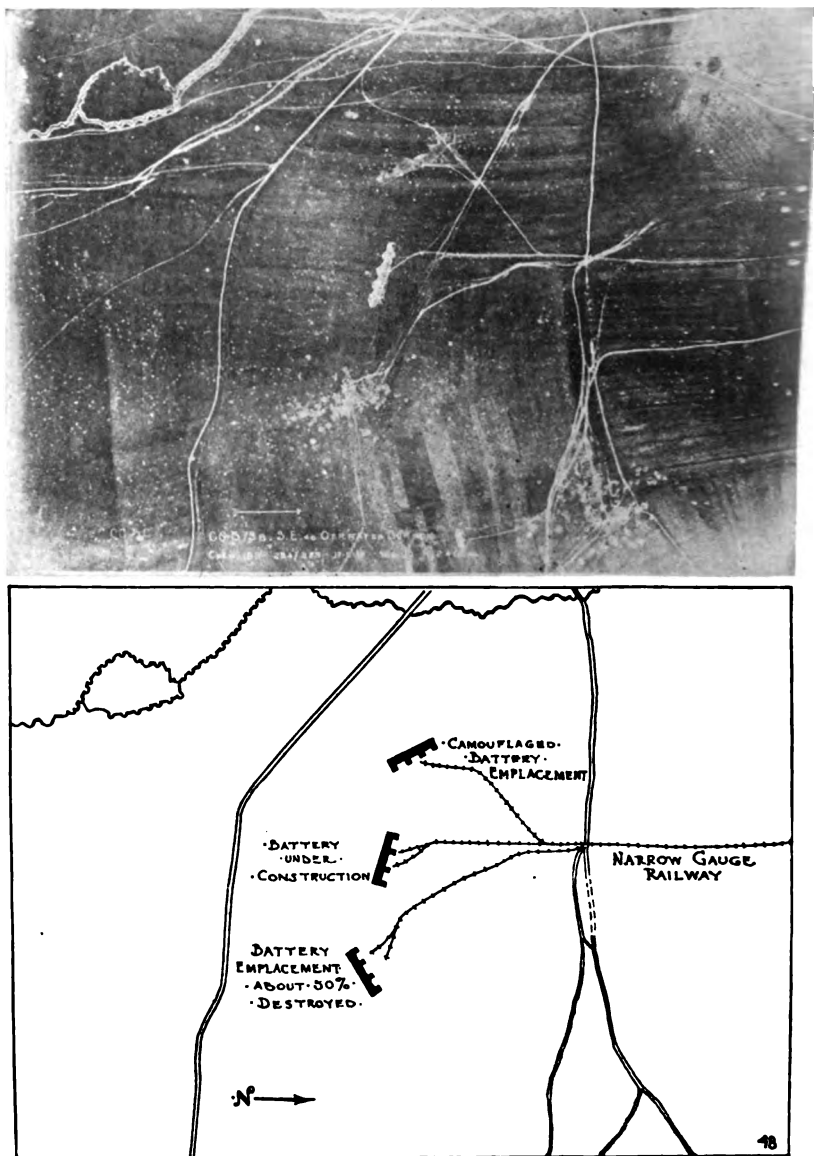 S.E.
·CAMOUFLAGED·
·BATTERY·
EMPLACEMENT
·BATTERY
·UNDER·
·CONSTRUCTION
NARROW GAUGE
RAILWAY
BATTERY
EMPLACEMENT·
·ABOUT·50%·
·DESTROYED·
·N
48